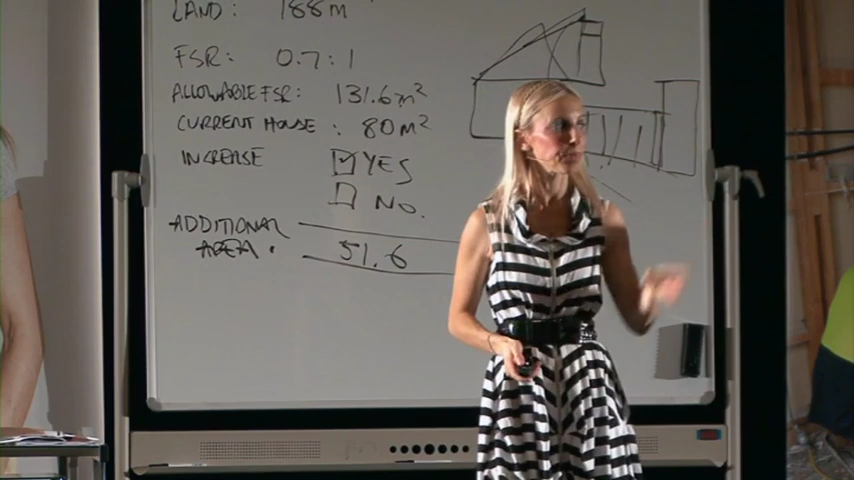 LAND: 188m
FSR: 0.7:1
ALLOWABLE FSR: 131.6m²
CURRENT HOUSE: 80m²
INCREASE ☑ YES
☐ NO.
ADDITIONAL
AREA. 51.6